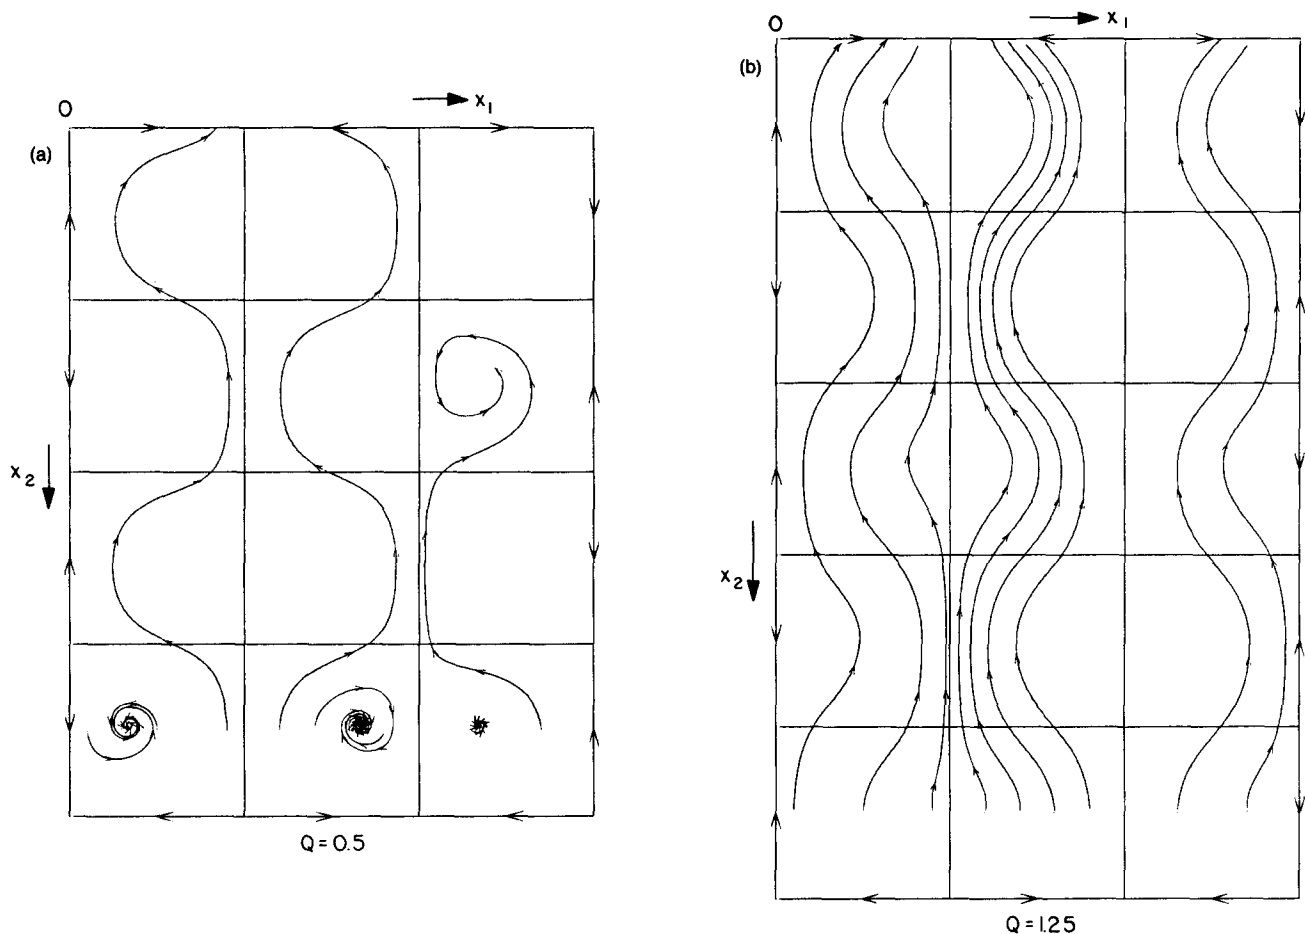 (a)
O
x₁
x₂
Q = 0.5
(b)
O
x₁
x₂
Q = 1.25